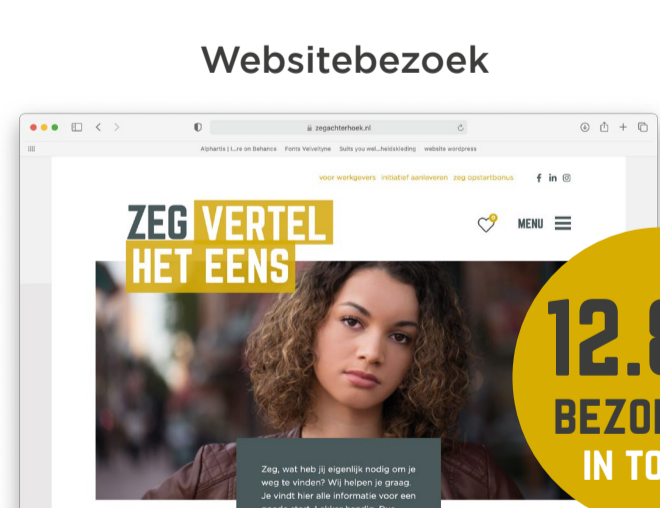 Websitebezoek
zegachterhoek.nl
Alphartis | l...re on Behance Fonts Velvetyne Suits you wel...heidskleding website wordpress
voor werkgevers initiatief aanleveren zeg opstartbonus
ZEG VERTEL
HET EENS
0
MENU
Zeg, wat heb jij eigenlijk nodig om je
weg te vinden? Wij helpen je graag.
Je vindt hier alle informatie voor een
12.8
BEZO
IN TO